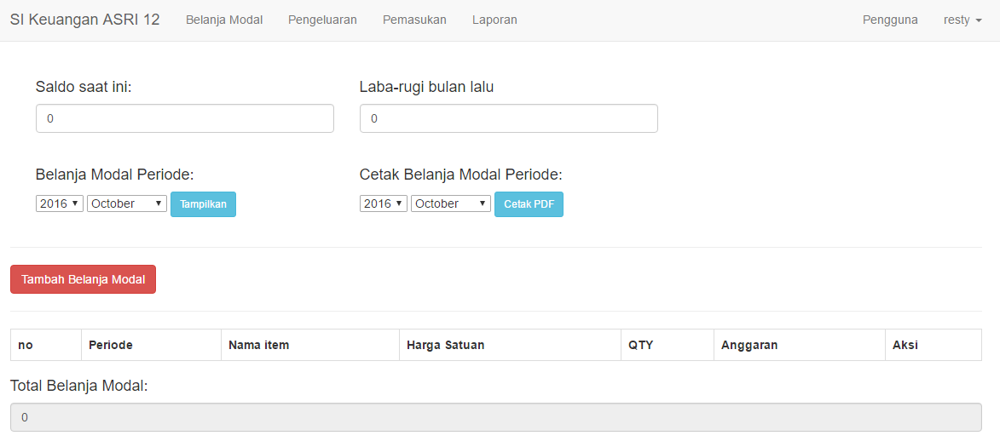 SI Keuangan ASRI 12 Belanja Modal Pengeluaran Pemasukan Laporan Pengguna resty
Saldo saat ini: Laba-rugi bulan lalu
0 0
Belanja Modal Periode: Cetak Belanja Modal Periode:
2016 October Tampilkan 2016 October Cetak PDF
Tambah Belanja Modal
no Periode Nama item Harga Satuan QTY Anggaran Aksi
Total Belanja Modal:
0